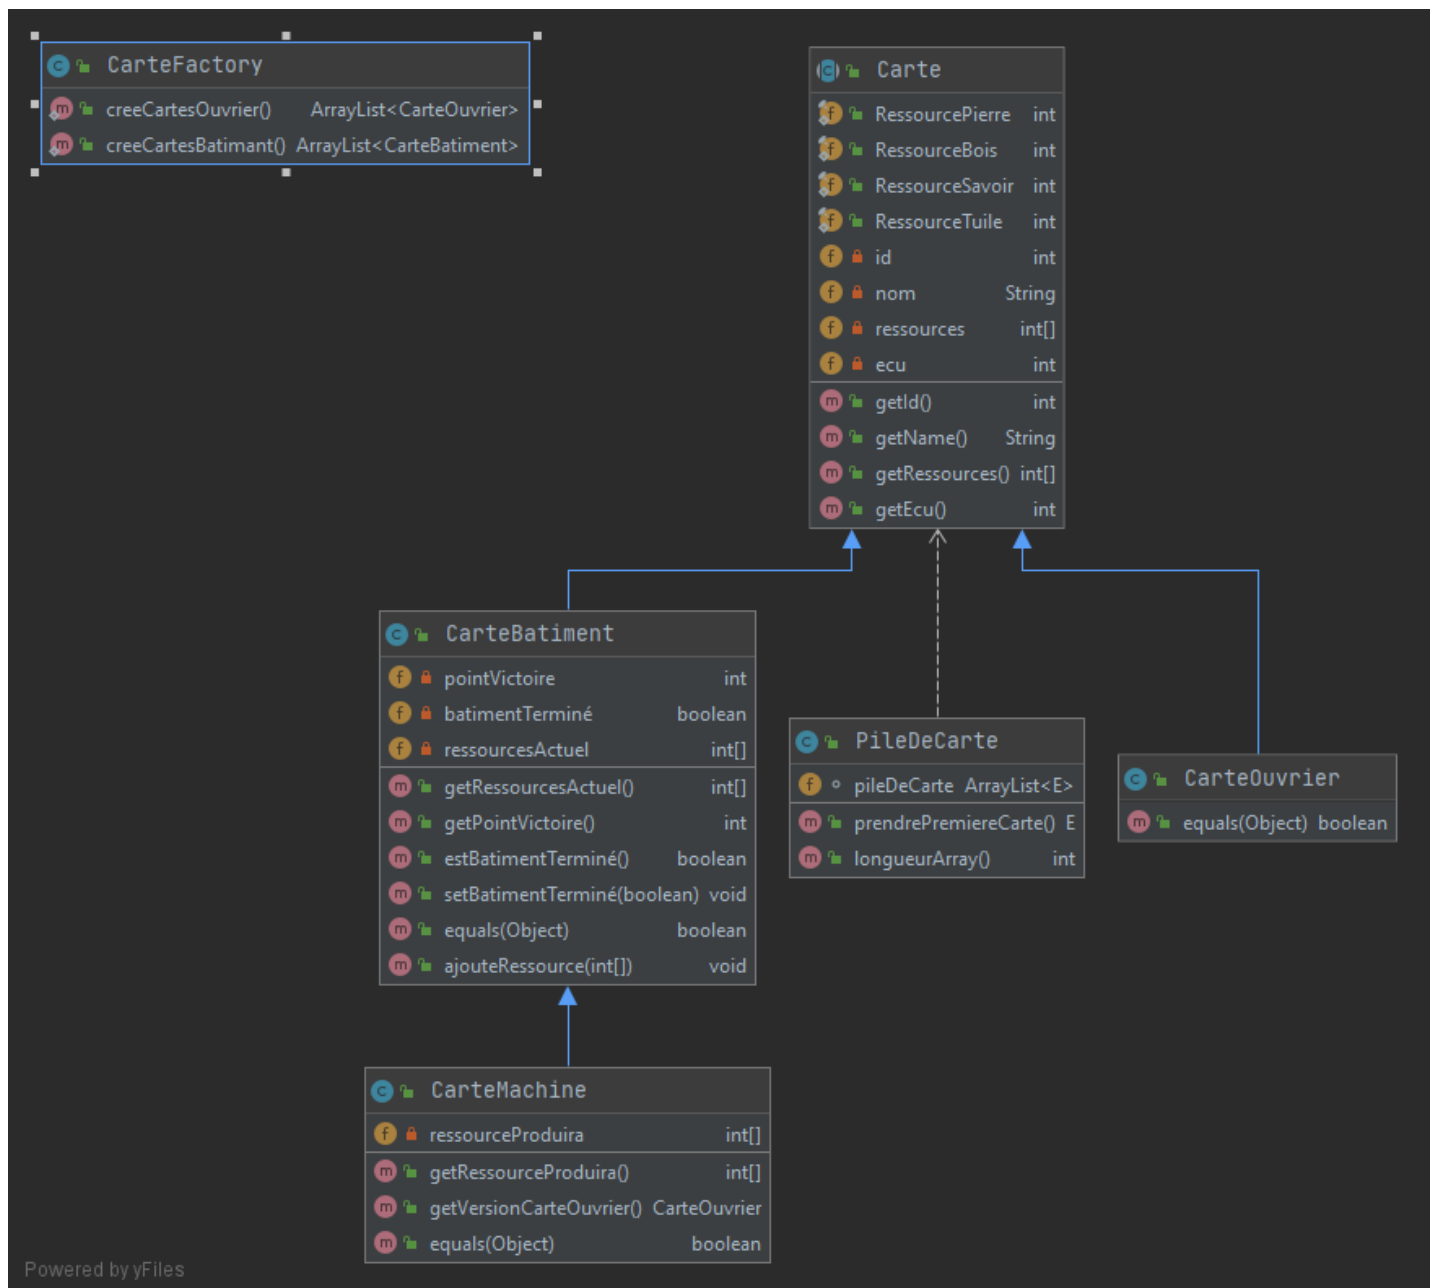 CarteFactory
creeCartesOuvrier() ArrayList<CarteOuvrier>
creeCartesBatimant() ArrayList<CarteBatiment>
Carte
RessourcePierre int
RessourceBois int
RessourceSavoir int
RessourceTuile int
id int
nom String
ressources int[]
ecu int
getId() int
getName() String
getRessources() int[]
getEcu() int
CarteBatiment
pointVictoire int
batimentTerminé boolean
ressourcesActuel int[]
getRessourcesActuel() int[]
getPointVictoire() int
estBatimentTerminé() boolean
setBatimentTerminé(boolean) void
equals(Object) boolean
ajouteRessource(int[]) void
PileDeCarte
pileDeCarte ArrayList<E>
prendrePremiereCarte() E
longueurArray() int
CarteOuvrier
equals(Object) boolean
CarteMachine
ressourceProduira int[]
getRessourceProduira() int[]
getVersionCarteOuvrier() CarteOuvrier
equals(Object) boolean
Powered by yFiles